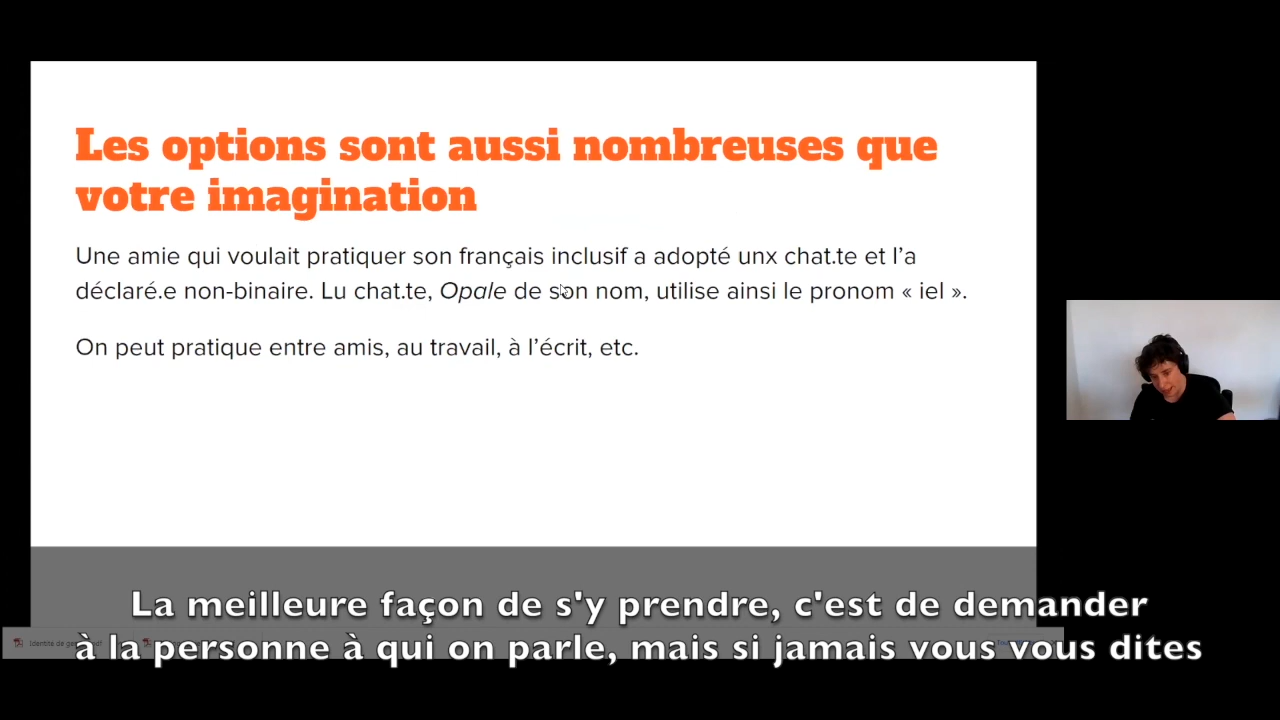 Les options sont aussi nombreuses que
votre imagination
Une amie qui voulait pratiquer son français inclusif a adopté unx chat.te et l’a
déclaré.e non-binaire. Lu chat.te, Opale de son nom, utilise ainsi le pronom « iel ».
On peut pratique entre amis, au travail, à l’écrit, etc.
La meilleure façon de s'y prendre, c'est de demander
à la personne à qui on parle, mais si jamais vous vous dites